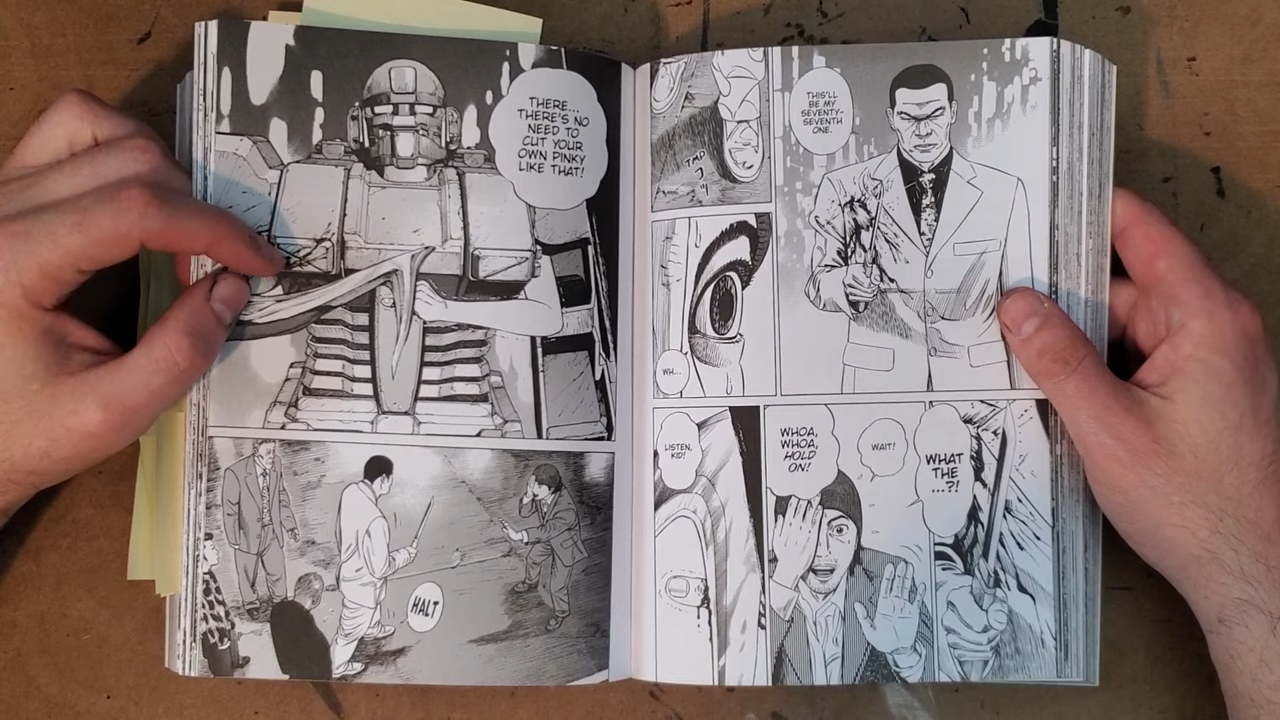 THIS'LL
BE MY
SEVENTY-
SEVENTH
ONE.
TMP
WH...
WHAT
THE
...?!
WAIT!
WHOA,
WHOA,
HOLD
ON!
LISTEN,
KID!
THERE...
THERE'S NO
NEED TO
CUT YOUR
OWN PINKY
LIKE THAT!
HALT